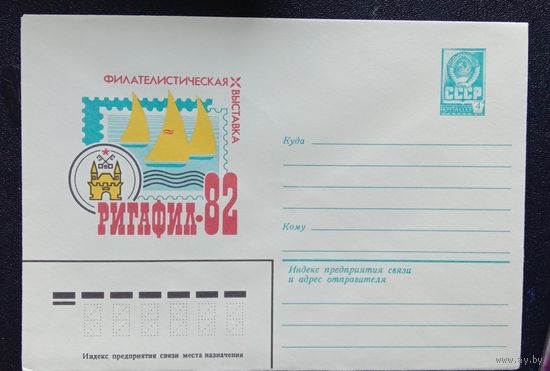 ФИЛАТЕЛИСТИЧЕСКАЯ X ВЫСТАВКА
РИГАФИЛ-82
СССР
ПОЧТА СССР 4
Куда
Кому
Индекс предприятия связи
и адрес отправителя
Индекс предприятия связи места назначения
www.ay.by